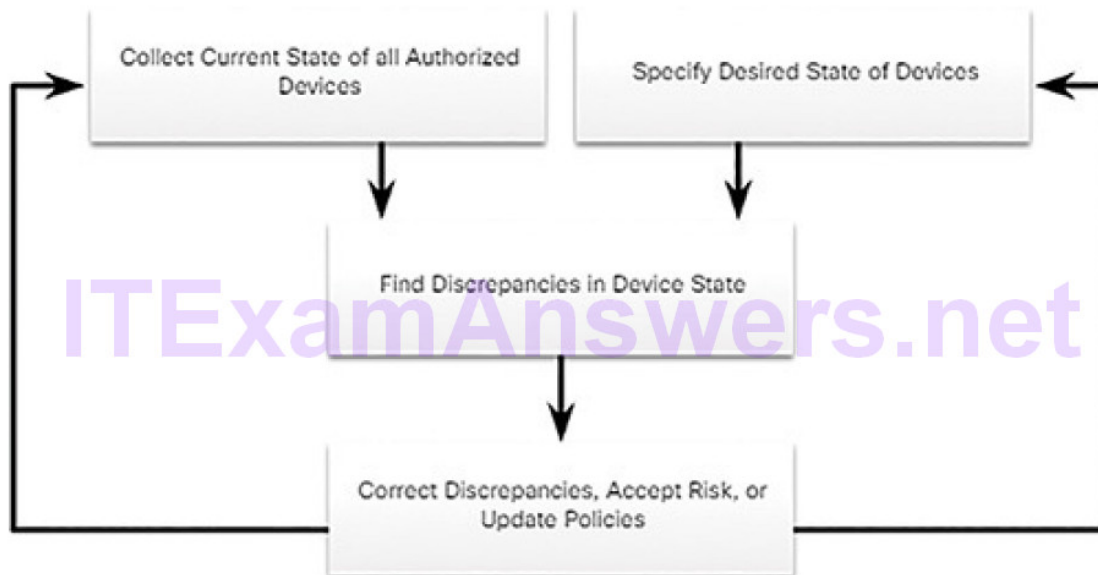 Collect Current State of all Authorized
Devices
Specify Desired State of Devices
Find Discrepancies in Device State
ITExamAnswers.net
Correct Discrepancies, Accept Risk, or
Update Policies